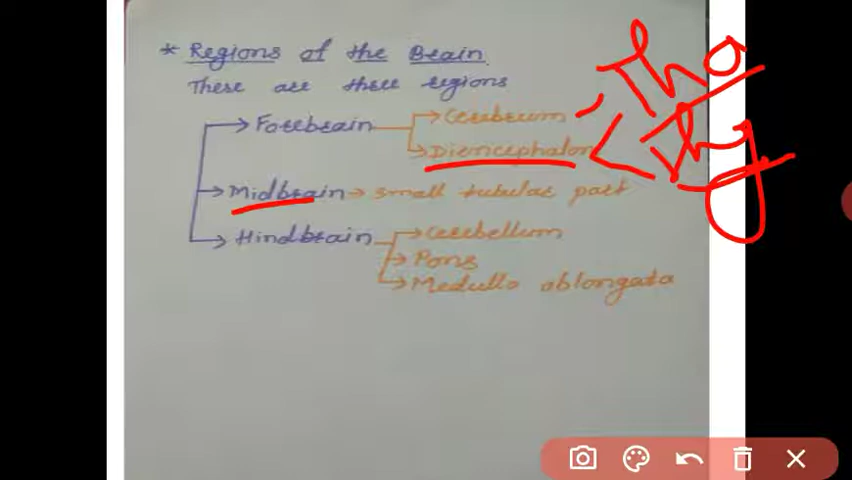 * Regions of the Brain
These are three regions
Forebrain
Cerebrum
Diencephalon
Midbrain → small tubular part
Hindbrain
Cerebellum
Pons
Medulla oblongata
Tha